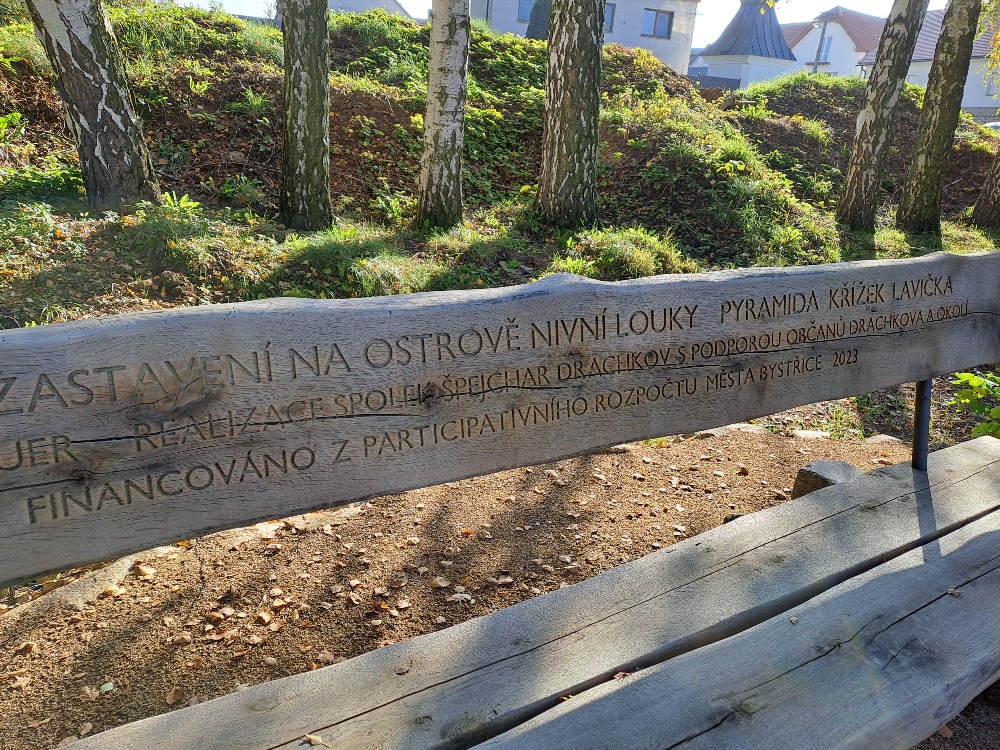 ZASTAVENÍ NA OSTROVĚ NIVNÍ LOUKY PYRAMIDA KŘÍŽEK LAVIČKA
UER REALIZACE SPOLEK ŠPEJCHAR DRACHKOV S PODPOROU OBČANŮ DRACHKOVA A OKOLÍ
FINANCOVÁNO Z PARTICIPATIVNÍHO ROZPOČTU MĚSTA BYSTŘICE 2023